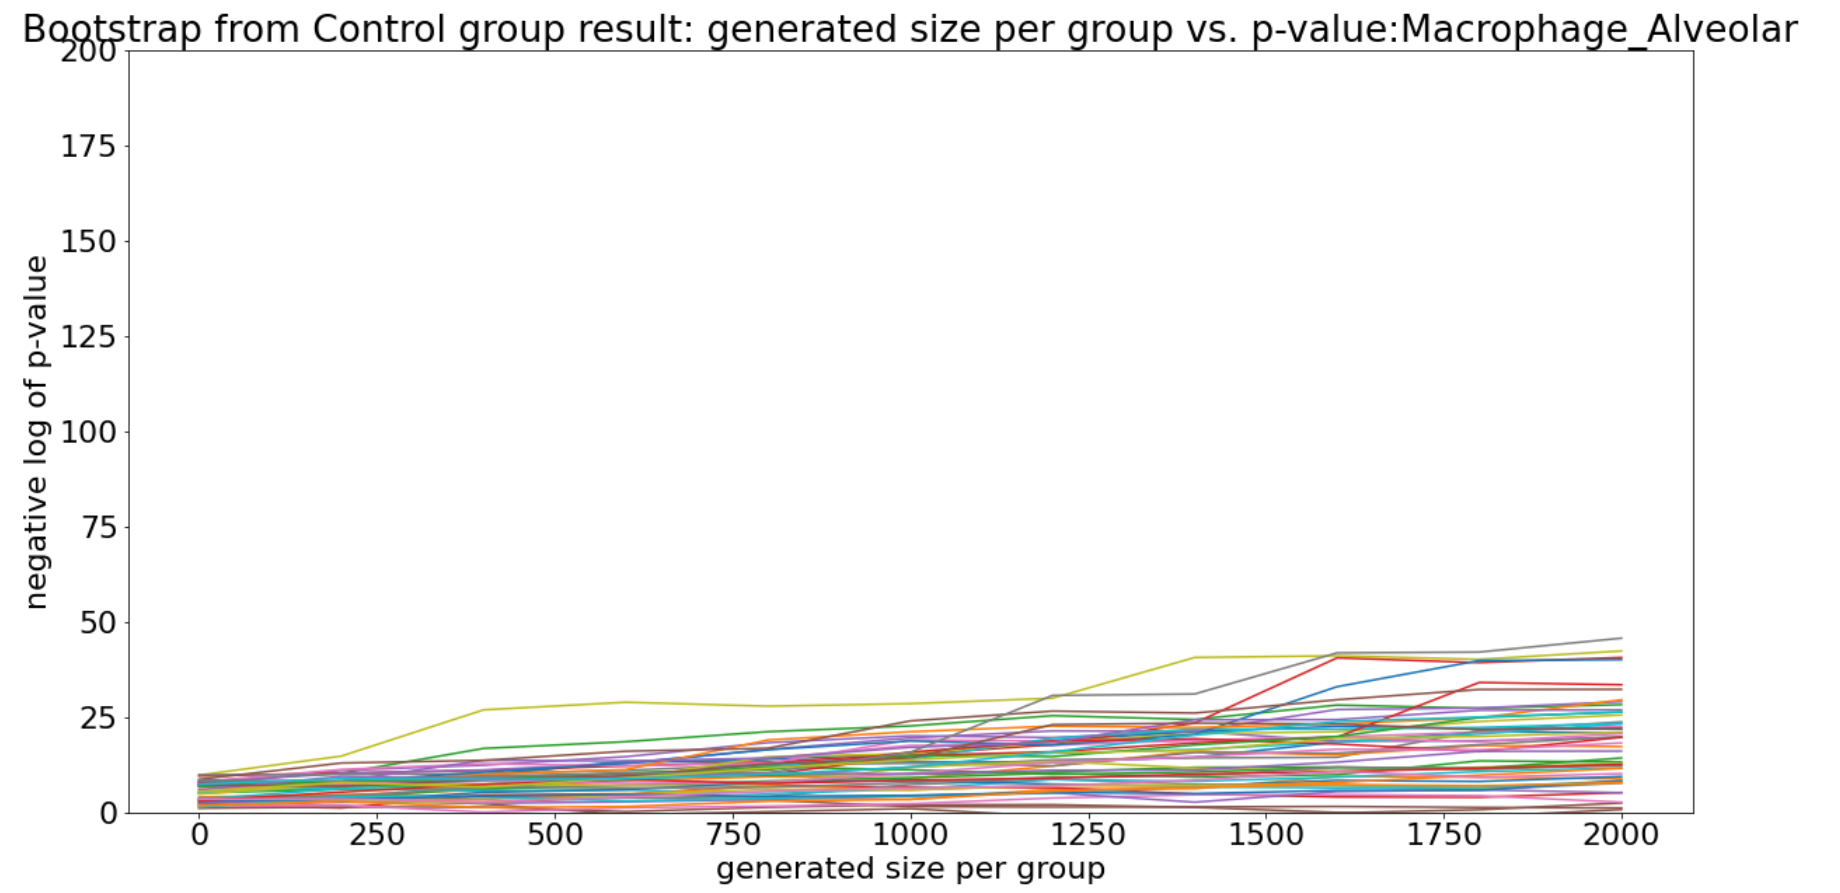 Bootstrap from Control group result: generated size per group vs. p-value:Macrophage_Alveolar
200
175
150
125
100
75
50
25
0
negative log of p-value
0 250 500 750 1000 1250 1500 1750 2000
generated size per group